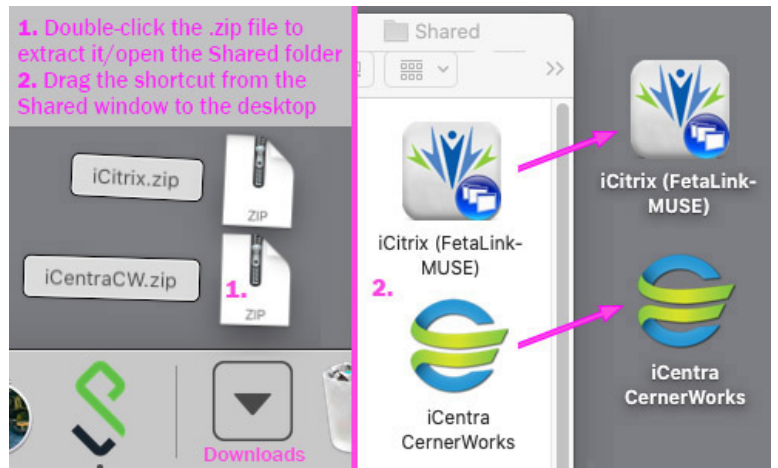 1. Double-click the .zip file to
extract it/open the Shared folder
2. Drag the shortcut from the
Shared window to the desktop
iCitrix.zip
ZIP
iCentraCW.zip
1.
ZIP
Downloads
Shared
iCitrix (FetaLink-
MUSE)
2.
iCentra
CernerWorks
iCitrix (FetaLink-
MUSE)
iCentra
CernerWorks